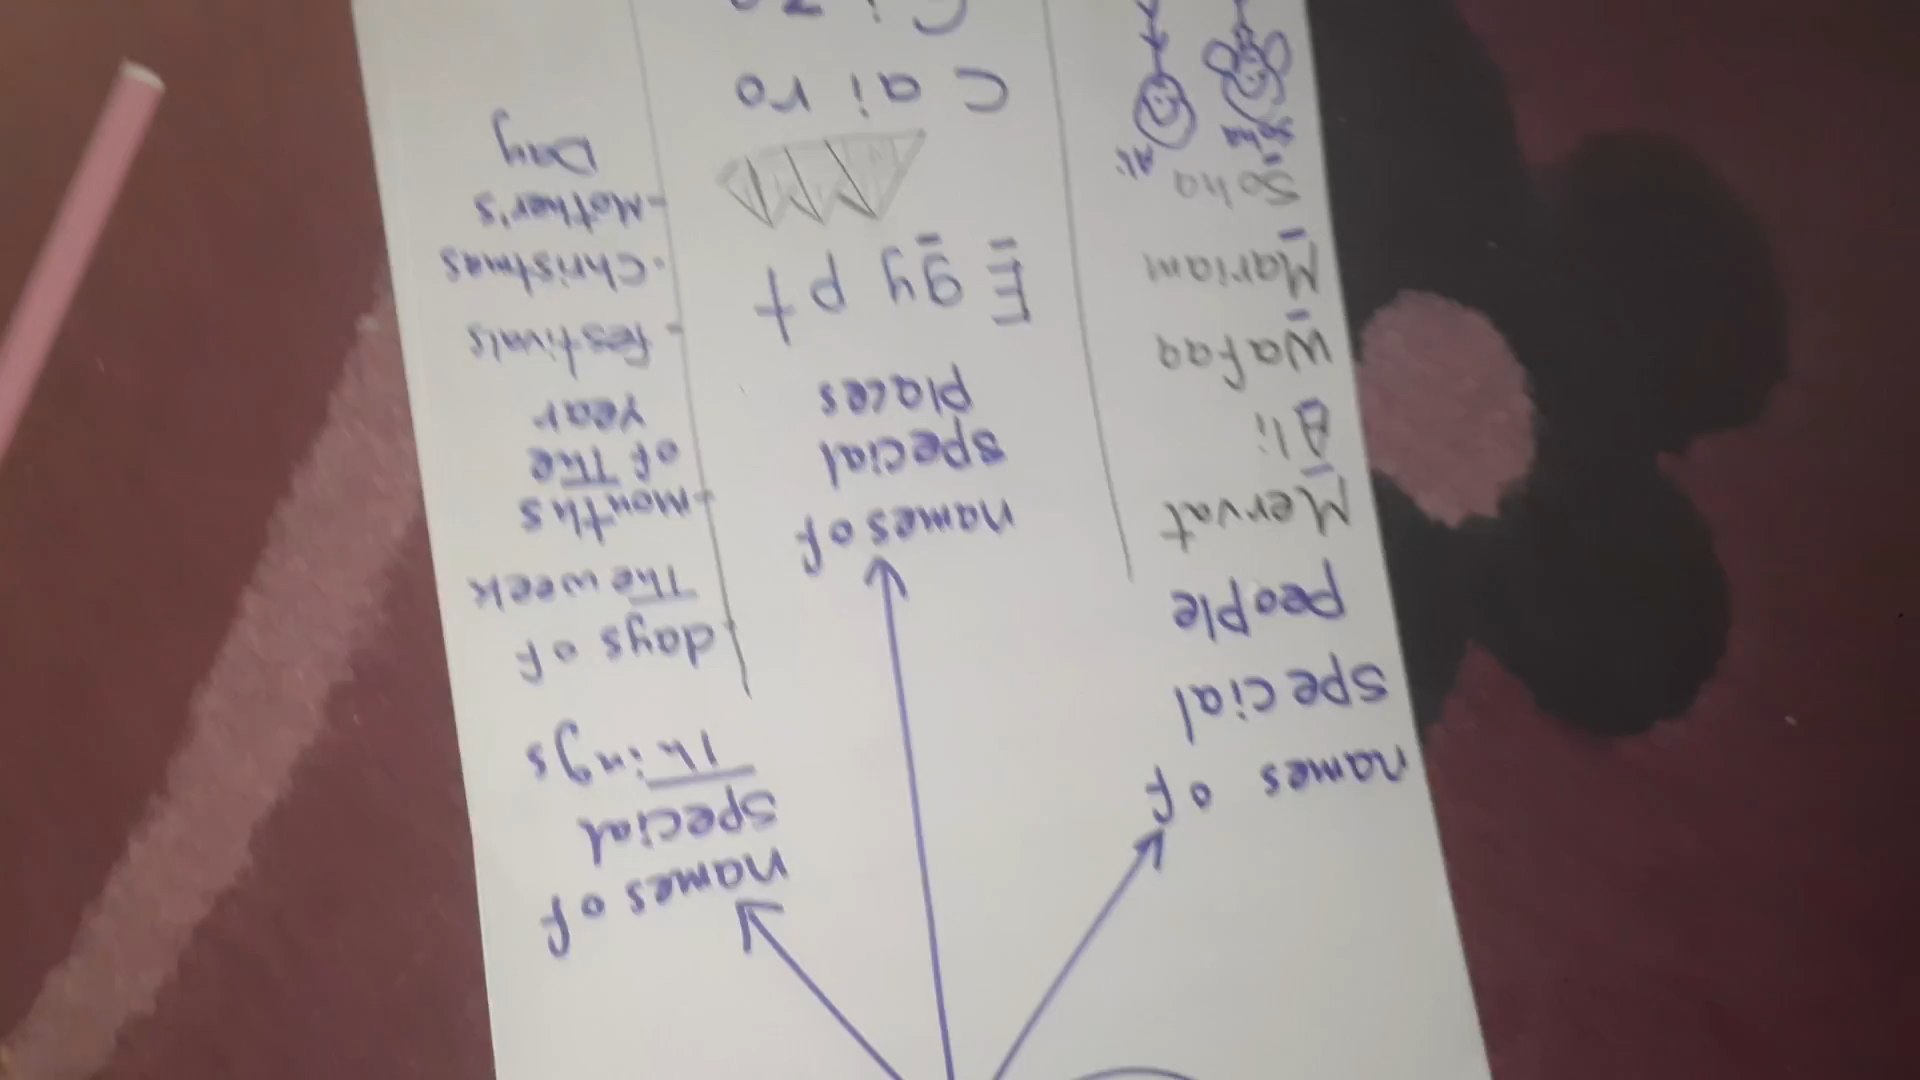 names of
special
people
Mervat
Ali
Wafaa
Mariam
Soha
Ali
Soha
names of
special
places
Egypt
Cairo
names of
special
Things
- days of
The week
- Months
of The
year
- festivals
- Christmas
- Mother's
Day